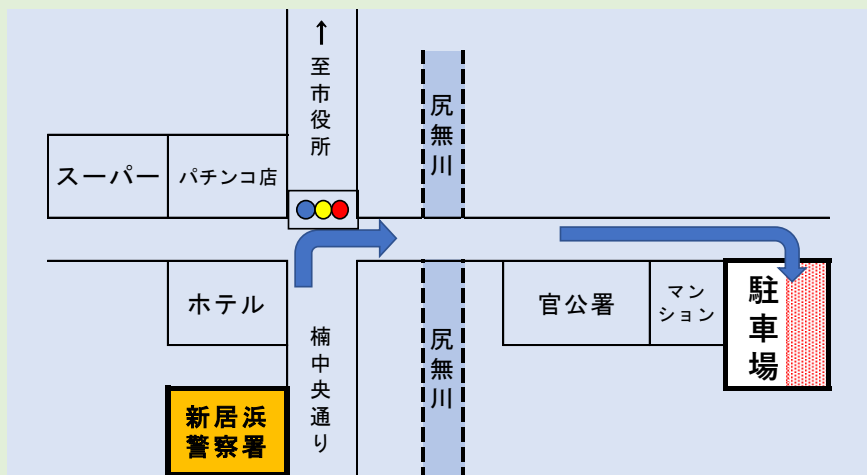 ↑至市役所
尻無川
スーパー
パチンコ店
ホテル
官公署
マン
ション
駐車場
楠中央通り
尻無川
新居浜
警察署